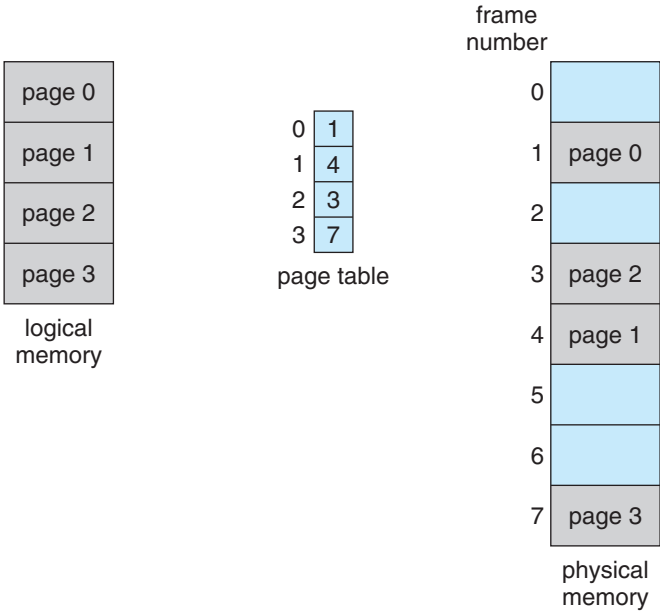 page 0
page 1
page 2
page 3
logical
memory
0 1
1 4
2 3
3 7
page table
frame
number
0
1 page 0
2
3 page 2
4 page 1
5
6
7 page 3
physical
memory